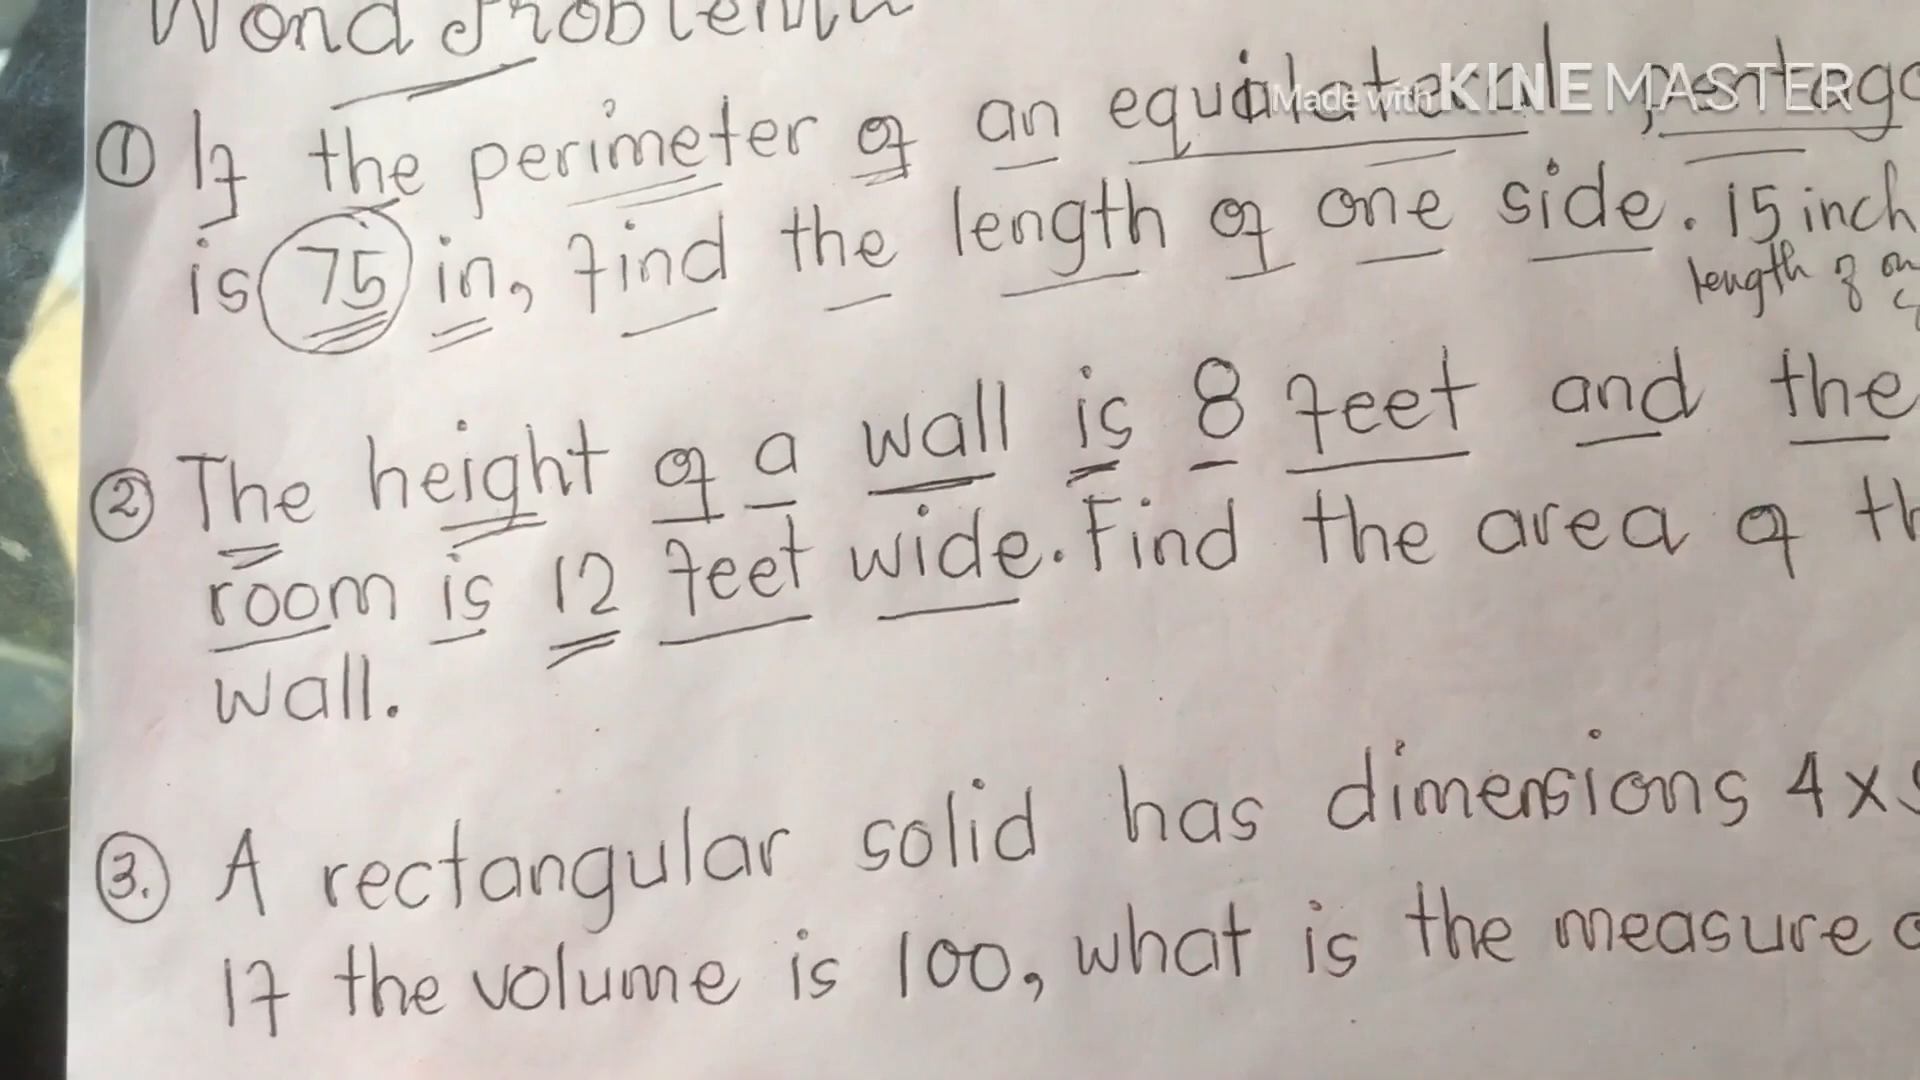 Word Problem
① If the perimeter of an equilateral pentago
is 75 in, find the length of one side. 15 inch
length of on
② The height of a wall is 8 feet and the
room is 12 feet wide. Find the area of th
wall.
③. A rectangular solid has dimensions 4x5
If the volume is 100, what is the measure o
Made with KINEMASTER